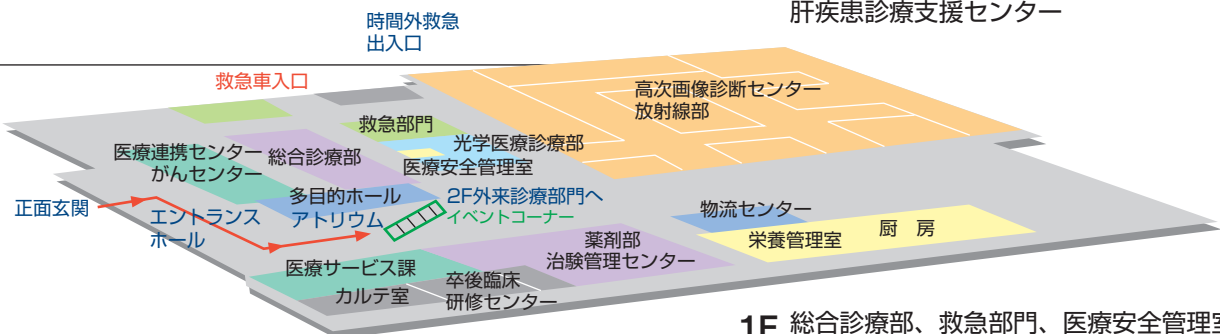 肝疾患診療支援センター
時間外救急
出入口
救急車入口
高次画像診断センター
放射線部
救急部門
光学医療診療部
医療安全管理室
医療連携センター
がんセンター
総合診療部
多目的ホール
アトリウム
2F外来診療部門へ
イベントコーナー
正面玄関
エントランス
ホール
物流センター
栄養管理室
厨 房
薬剤部
治験管理センター
医療サービス課
カルテ室
卒後臨床
研修センター
1F 総合診療部、救急部門、医療安全管理室